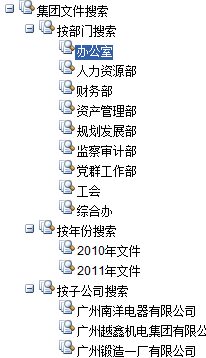 集团文件搜索
按部门搜索
办公室
人力资源部
财务部
资产管理部
规划发展部
监察审计部
党群工作部
工会
综合办
按年份搜索
2010年文件
2011年文件
按子公司搜索
广州南洋电器有限公司
广州越鑫机电集团有限公
广州锻造一厂有限公司